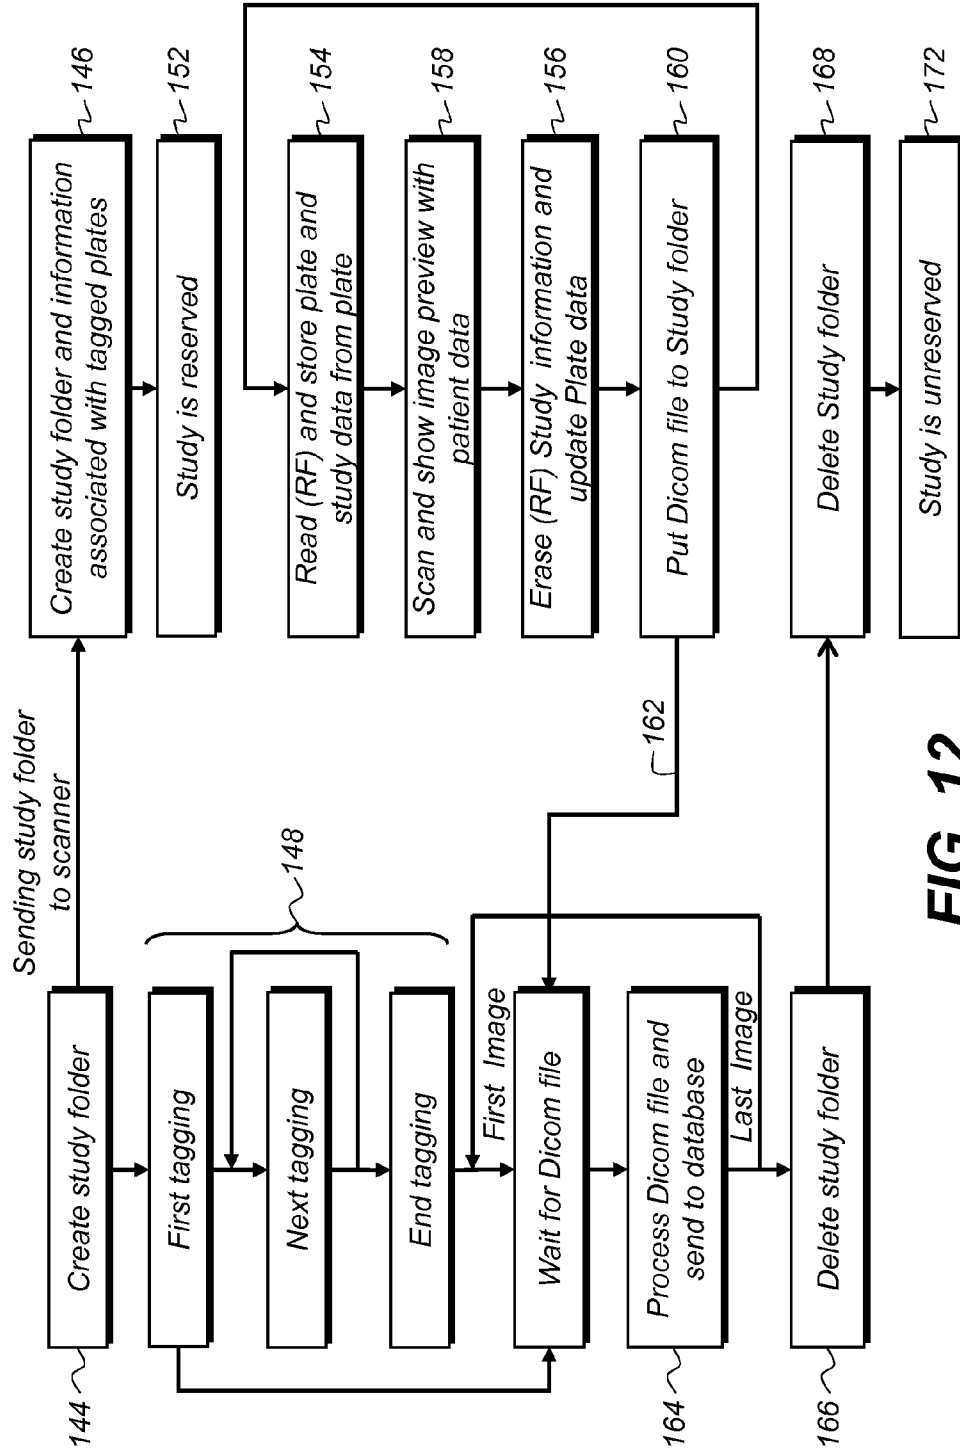 Sending study folder
to scanner
144
Create study folder
Create study folder and information
associated with tagged plates
146
First tagging
Next tagging
End tagging
148
Study is reserved
152
First Image
Wait for Dicom file
Read (RF) and store plate and
study data from plate
154
Scan and show image preview with
patient data
158
Erase (RF) Study information and
update Plate data
156
162
Put Dicom file to Study folder
160
164
Process Dicom file and
send to database
Last Image
166
Delete study folder
Delete Study folder
168
Study is unreserved
172
FIG. 12